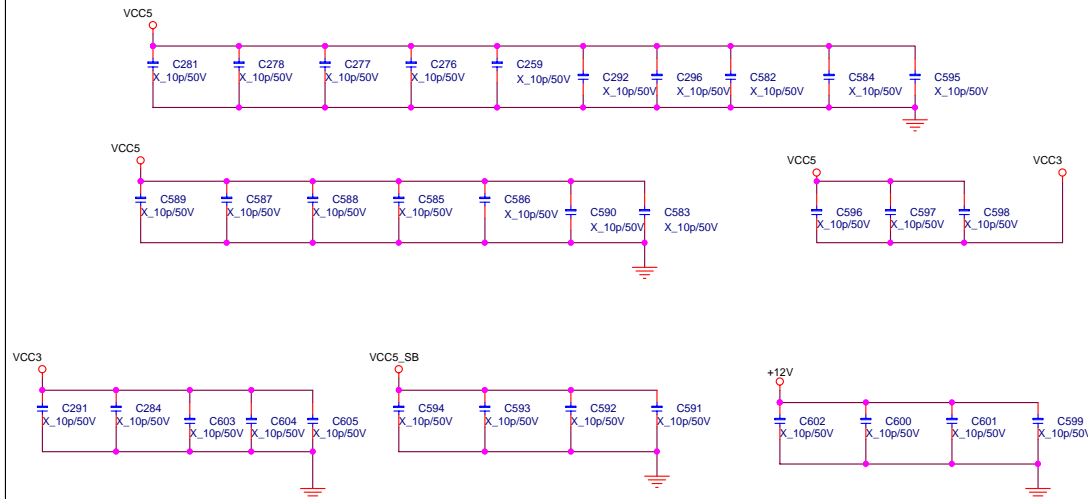 VCC5
C281
X_10p/50V
C278
X_10p/50V
C277
X_10p/50V
C276
X_10p/50V
C259
X_10p/50V
C292
X_10p/50V
C296
X_10p/50V
C582
X_10p/50V
C584
X_10p/50V
C595
X_10p/50V
VCC5
C589
X_10p/50V
C587
X_10p/50V
C588
X_10p/50V
C585
X_10p/50V
C586
X_10p/50V
C590
X_10p/50V
C583
X_10p/50V
VCC5
VCC3
C596
X_10p/50V
C597
X_10p/50V
C598
X_10p/50V
VCC3
C291
X_10p/50V
C284
X_10p/50V
C603
X_10p/50V
C604
X_10p/50V
C605
X_10p/50V
VCC5_SB
C594
X_10p/50V
C593
X_10p/50V
C592
X_10p/50V
C591
X_10p/50V
+12V
C602
X_10p/50V
C600
X_10p/50V
C601
X_10p/50V
C599
X_10p/50V